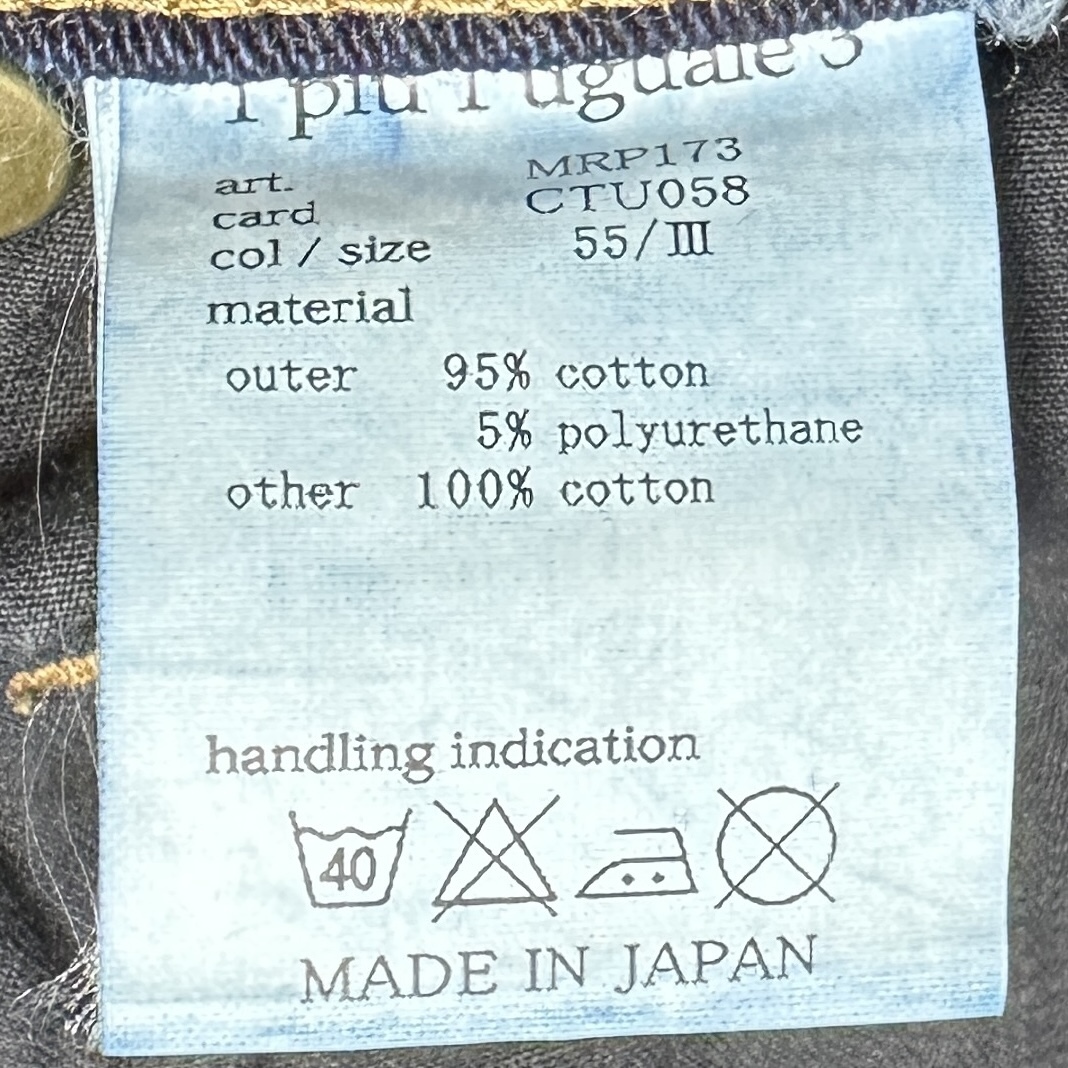 1 piu 1 uguale 3
art. MRP173
card CTU058
col / size 55/Ⅲ
material
outer 95% cotton
5% polyurethane
other 100% cotton
handling indication
40
MADE IN JAPAN